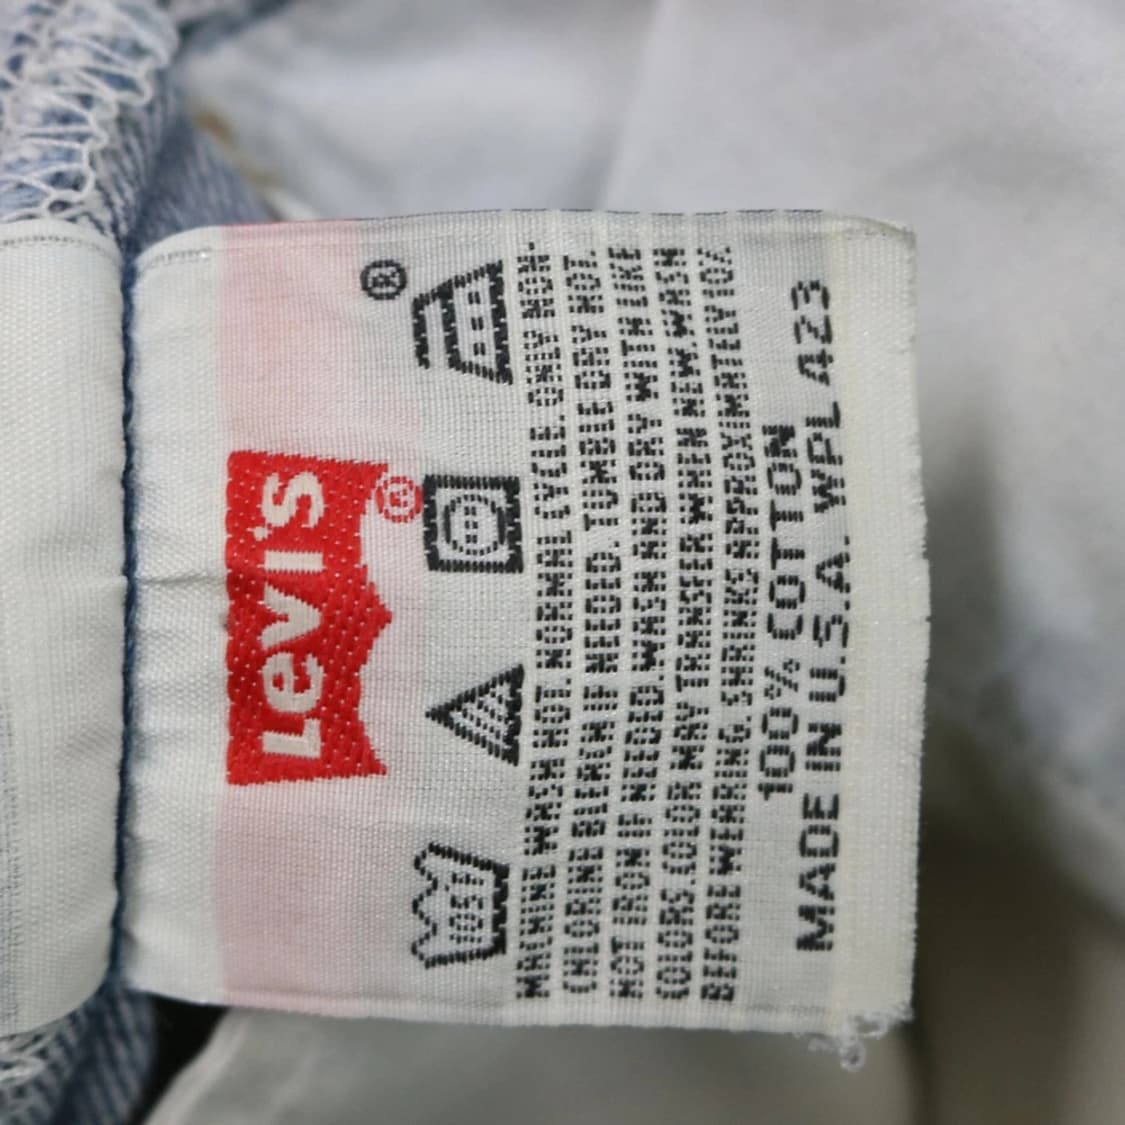 Levi's ®
®
105F
MACHINE WASH HOT. NORMAL CYCLE. ONLY NON-
CHLORINE BLEACH IF NEEDED. TUMBLE DRY HOT.
HOT IRON IF NEEDED. WASH AND DRY WITH LIKE
COLORS. COLOR MAY TRANSFER WHEN NEW. WASH
BEFORE WEARING. SHRINKS APPROXIMATELY 10%
100% COTTON
MADE IN U.S.A. WPL 423